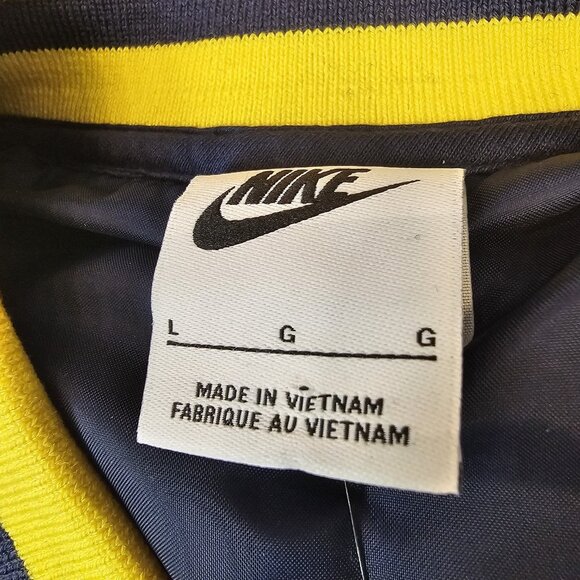 NIKE
L G G
MADE IN VIETNAM
FABRIQUE AU VIETNAM